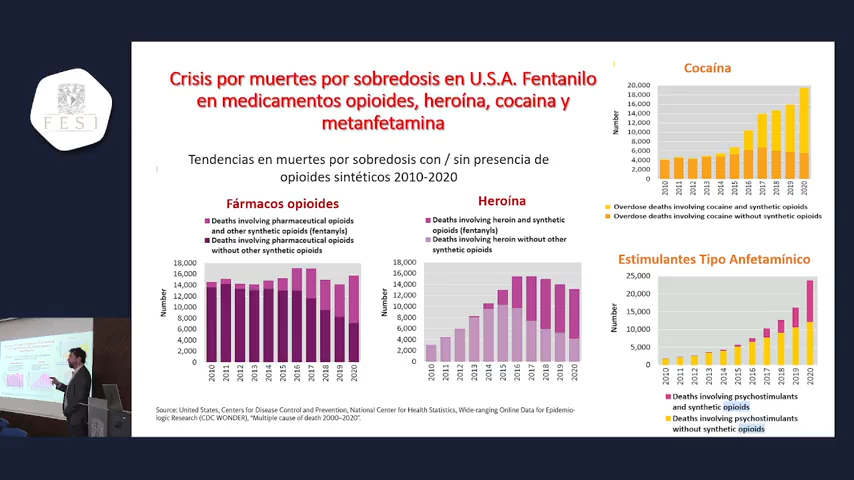 FESI
Crisis por muertes por sobredosis en U.S.A. Fentanilo
en medicamentos opioides, heroína, cocaina y
metanfetamina
Tendencias en muertes por sobredosis con / sin presencia de
opioides sintéticos 2010-2020
Fármacos opioides
Deaths involving pharmaceutical opioids
and other synthetic opioids (fentanyls)
Deaths involving pharmaceutical opioids
without other synthetic opioids
Number
18,000
16,000
14,000
12,000
10,000
8,000
6,000
4,000
2,000
0
2010 2011 2012 2013 2014 2015 2016 2017 2018 2019 2020
Heroína
Deaths involving heroin and synthetic
opioids (fentanyls)
Deaths involving heroin without other
synthetic opioids
Number
18,000
16,000
14,000
12,000
10,000
8,000
6,000
4,000
2,000
0
2010 2011 2012 2013 2014 2015 2016 2017 2018 2019 2020
Cocaína
Number
20,000
18,000
16,000
14,000
12,000
10,000
8,000
6,000
4,000
2,000
0
2010 2011 2012 2013 2014 2015 2016 2017 2018 2019 2020
Overdose deaths involving cocaine and synthetic opioids
Overdose deaths involving cocaine without synthetic opioids
Estimulantes Tipo Anfetamínico
Number
25,000
20,000
15,000
10,000
5,000
0
2010 2011 2012 2013 2014 2015 2016 2017 2018 2019 2020
Deaths involving psychostimulants
and synthetic opioids
Deaths involving psychostimulants
without synthetic opioids
Source: United States, Centers for Disease Control and Prevention, National Center for Health Statistics, Wide-ranging Online Data for Epidemio-
logic Research (CDC WONDER), "Multiple cause of death 2000–2020".